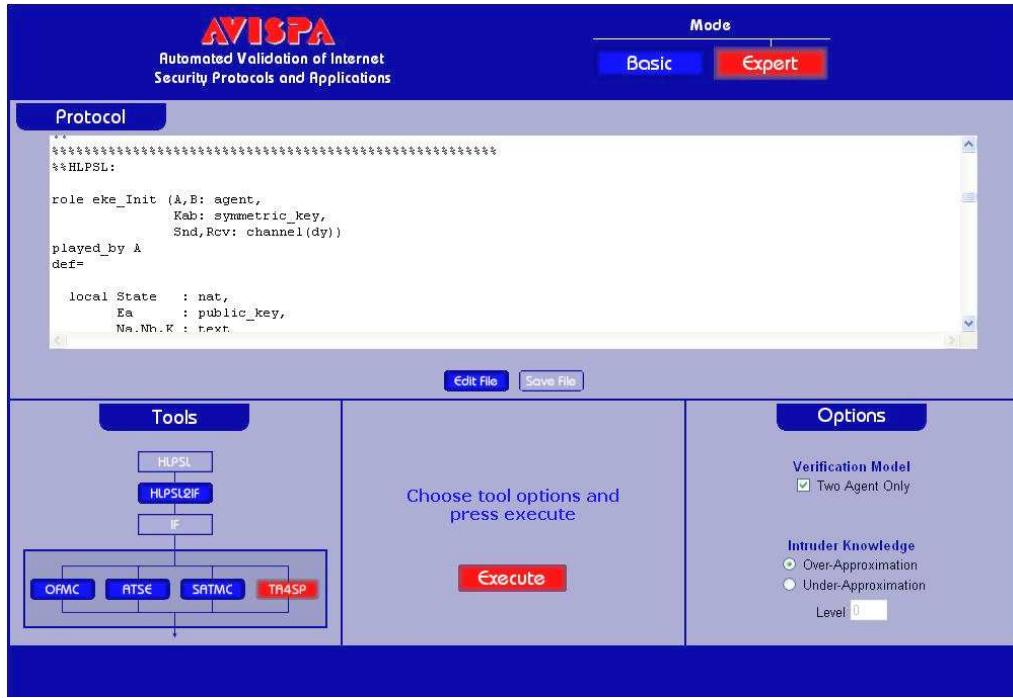 AVISPA
Automated Validation of Internet
Security Protocols and Applications
Mode
Basic
Expert
Protocol
%%%%%%%%%%%%%%%%%%%%%%%%%%%%%%%%%%%%%%%%%%%%%%%%%%%%%%%
%%HLPSL:
role eke_Init (A,B: agent,
Kab: symmetric_key,
Snd,Rcv: channel(dy))
played_by A
def=
local State : nat,
Ea : public_key,
Na,Nb,K : text
Edit File
Save File
Tools
HLPSL
HLPSL2IF
IF
OFMC
ATSE
SATMC
TA4SP
Choose tool options and
press execute
Execute
Options
Verification Model
Two Agent Only
Intruder Knowledge
Over-Approximation
Under-Approximation
Level 0